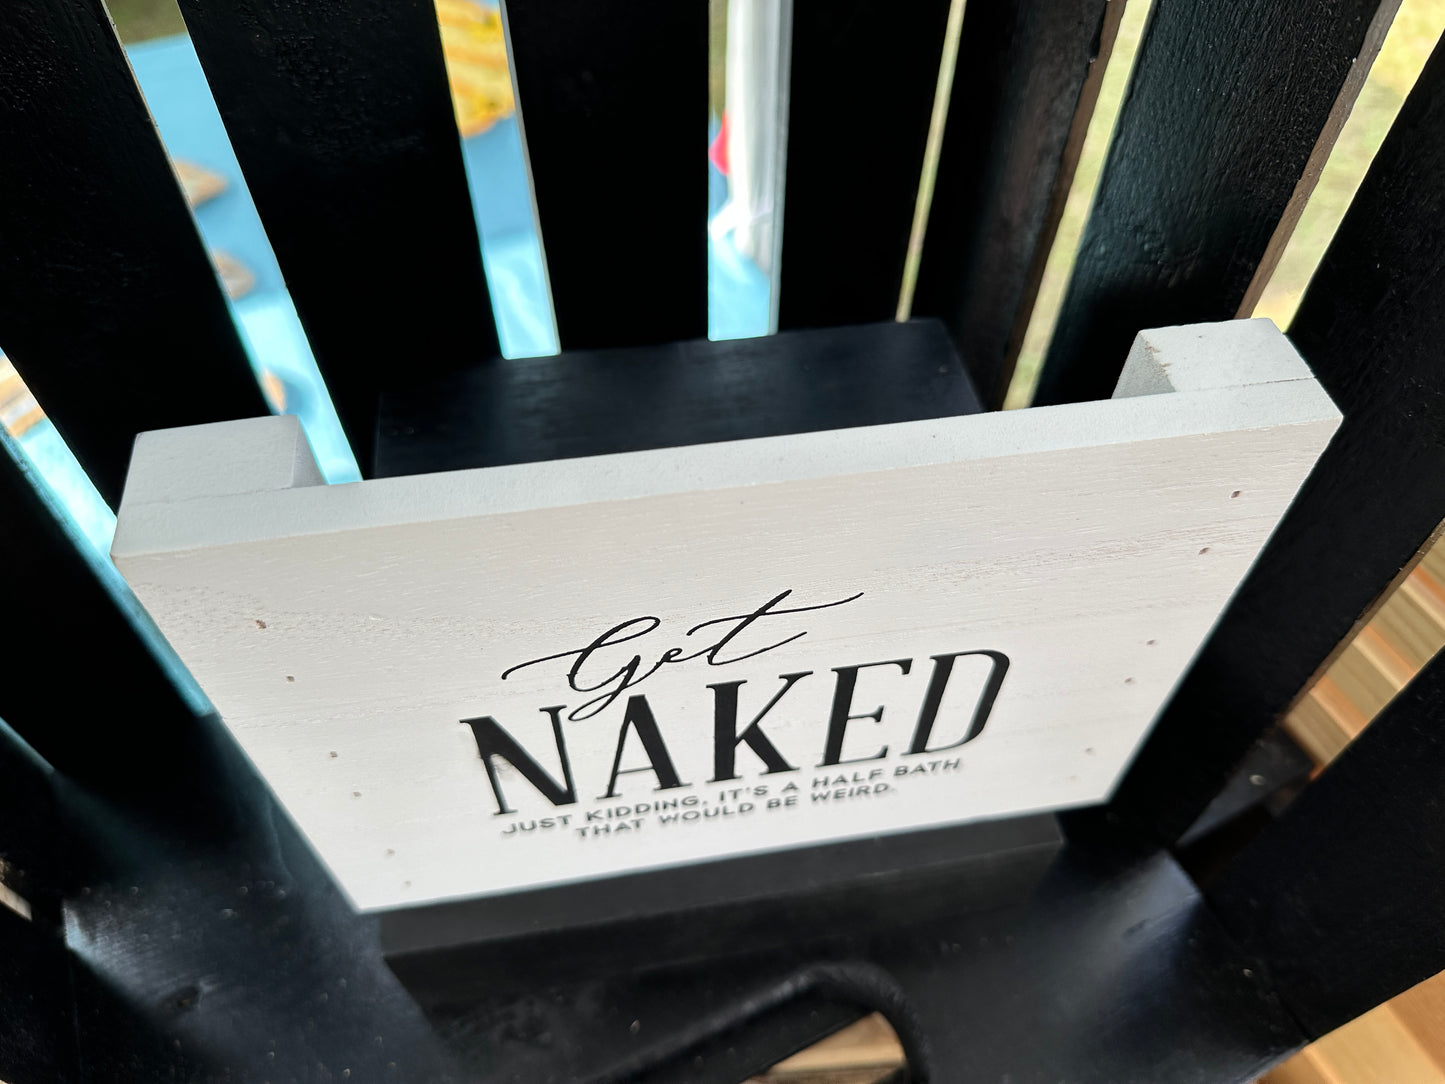 Get
NAKED
JUST KIDDING, IT'S A HALF BATH
THAT WOULD BE WEIRD.